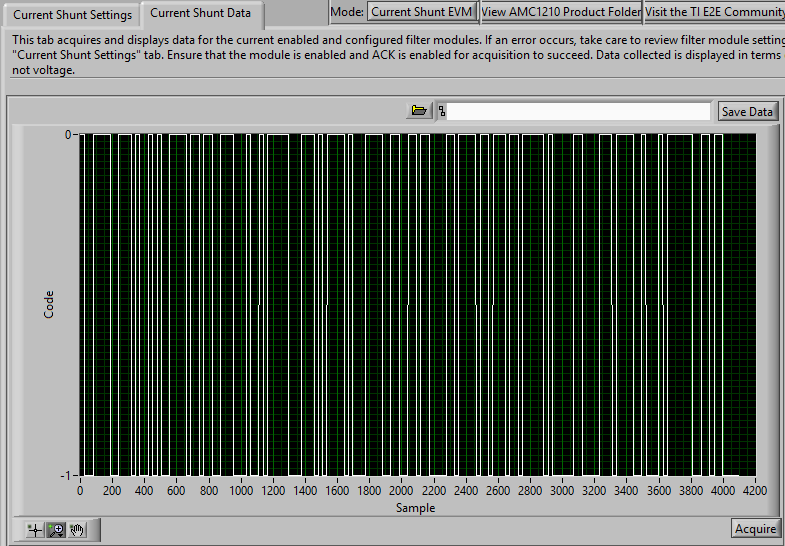 Current Shunt Settings
Current Shunt Data
Mode:
Current Shunt EVM
View AMC1210 Product Folder
Visit the TI E2E Community
This tab acquires and displays data for the current enabled and configured filter modules. If an error occurs, take care to review filter module setting
"Current Shunt Settings" tab. Ensure that the module is enabled and ACK is enabled for acquisition to succeed. Data collected is displayed in terms
not voltage.
Save Data
0
Code
-1
0 200 400 600 800 1000 1200 1400 1600 1800 2000 2200 2400 2600 2800 3000 3200 3400 3600 3800 4000 4200
Sample
Acquire